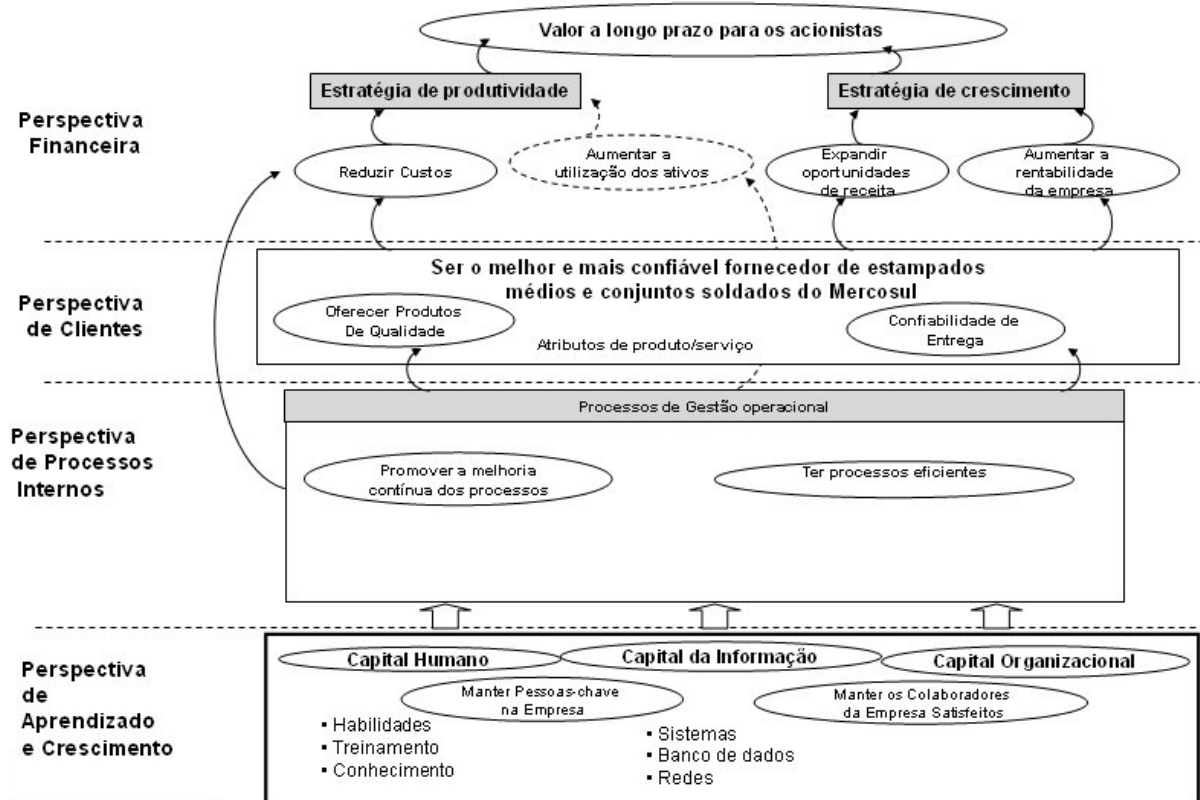 Valor a longo prazo para os acionistas
Estratégia de produtividade
Estratégia de crescimento
Perspectiva
Financeira
Reduzir Custos
Aumentar a
utilização dos ativos
Expandir
oportunidades
de receita
Aumentar a
rentabilidade
da empresa
Perspectiva
de Clientes
Ser o melhor e mais confiável fornecedor de estampados
médios e conjuntos soldados do Mercosul
Oferecer Produtos
De Qualidade
Atributos de produto/serviço
Confiabilidade de
Entrega
Perspectiva
de Processos
Internos
Processos de Gestão operacional
Promover a melhoria
contínua dos processos
Ter processos eficientes
Perspectiva
de
Aprendizado
e Crescimento
Capital Humano
Capital da Informação
Capital Organizacional
Manter Pessoas-chave
na Empresa
Manter os Colaboradores
da Empresa Satisfeitos
▪ Habilidades
▪ Treinamento
▪ Conhecimento
▪ Sistemas
▪ Banco de dados
▪ Redes